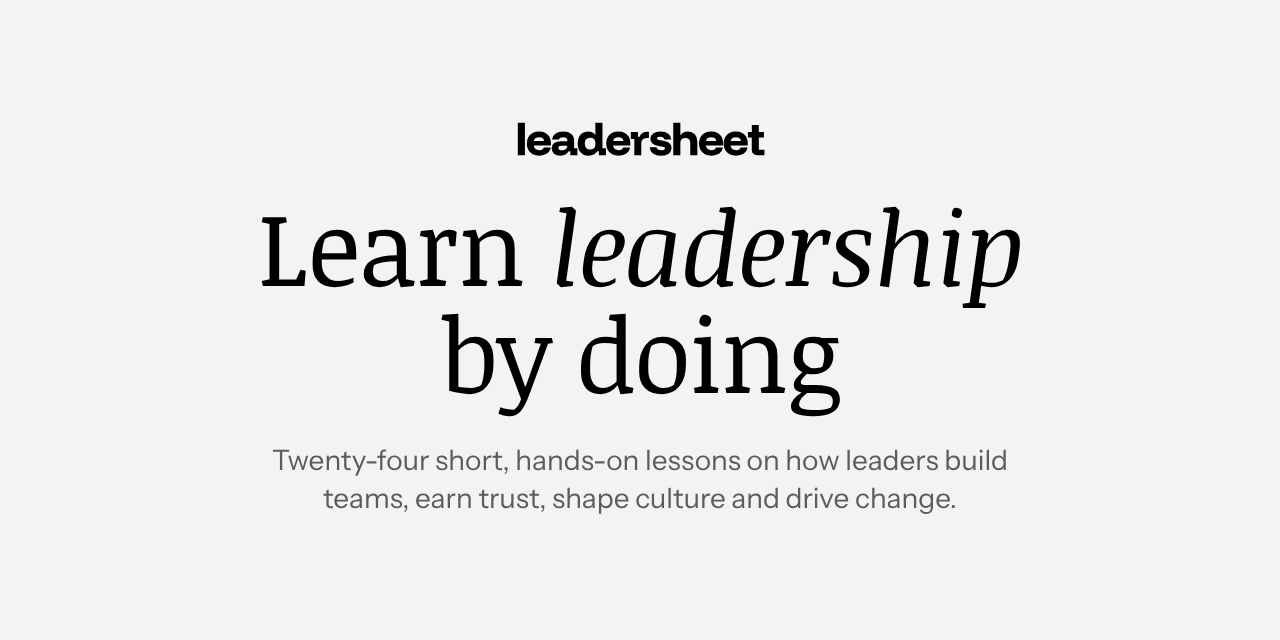 leadersheet
Learn leadership
by doing
Twenty-four short, hands-on lessons on how leaders build
teams, earn trust, shape culture and drive change.